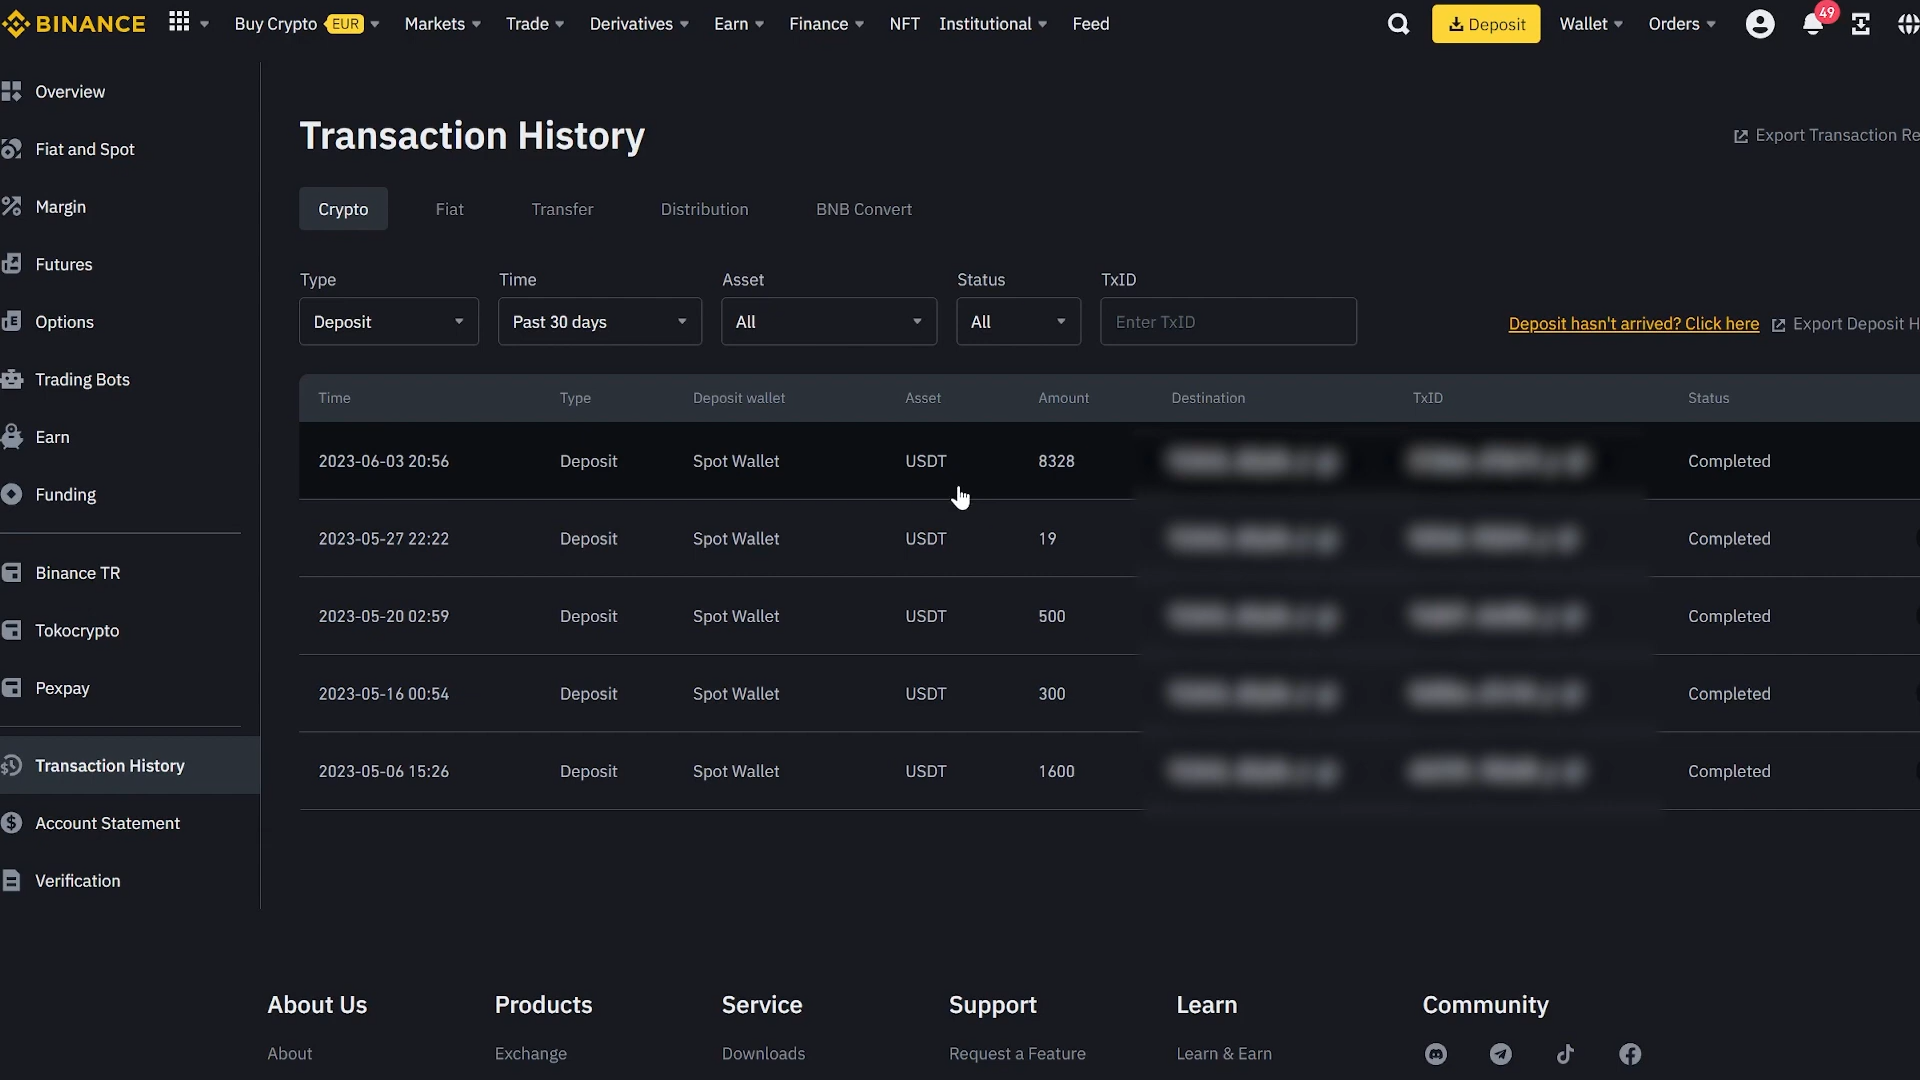 BINANCE Buy Crypto EUR Markets Trade Derivatives Earn Finance NFT Institutional Feed Deposit Wallet Orders 49
Overview
Fiat and Spot
Margin
Futures
Options
Trading Bots
Earn
Funding
Binance TR
Tokocrypto
Pexpay
Transaction History
Account Statement
Verification
Transaction History
Export Transaction Re
Crypto Fiat Transfer Distribution BNB Convert
Type Time Asset Status TxID
Deposit Past 30 days All All Enter TxID
Deposit hasn't arrived? Click here Export Deposit H
Time Type Deposit wallet Asset Amount Destination TxID Status
2023-06-03 20:56 Deposit Spot Wallet USDT 8328 Completed
2023-05-27 22:22 Deposit Spot Wallet USDT 19 Completed
2023-05-20 02:59 Deposit Spot Wallet USDT 500 Completed
2023-05-16 00:54 Deposit Spot Wallet USDT 300 Completed
2023-05-06 15:26 Deposit Spot Wallet USDT 1600 Completed
About Us Products Service Support Learn Community
About Exchange Downloads Request a Feature Learn & Earn